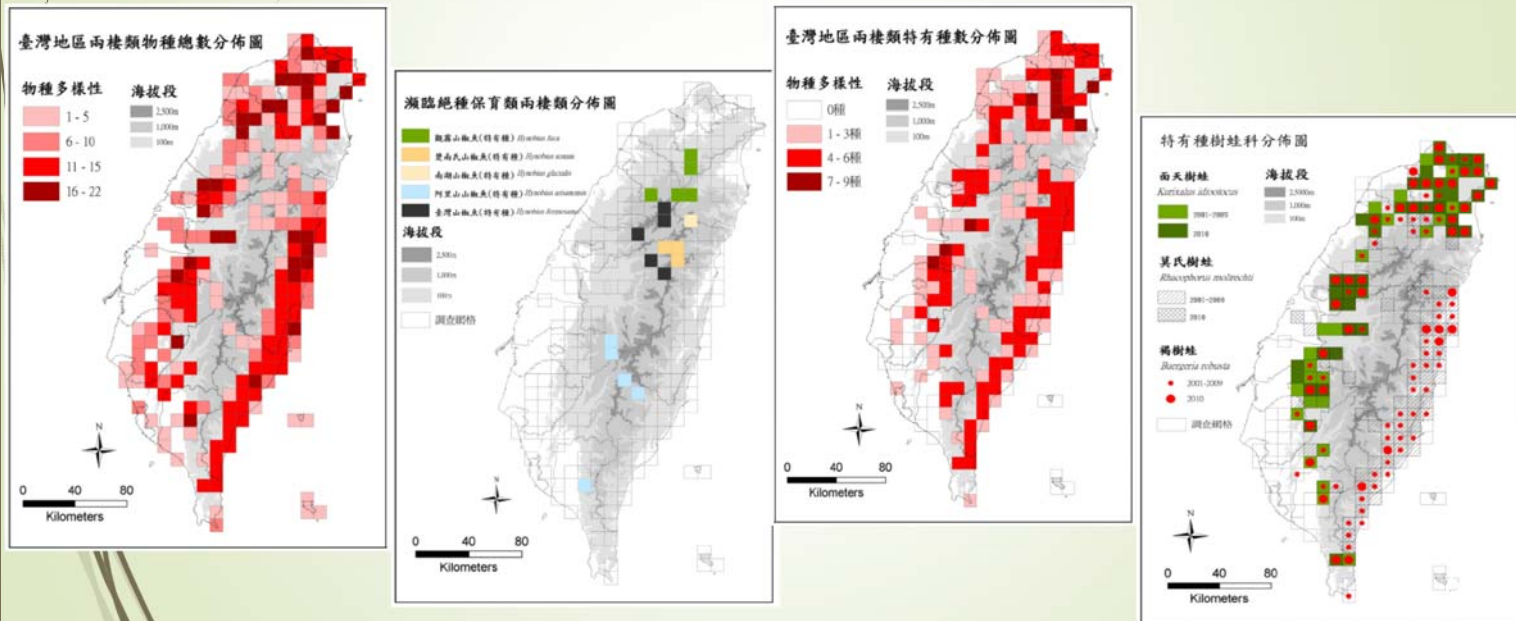 臺灣地區兩棲類物種總數分佈圖
物種多樣性
1 - 5
6 - 10
11 - 15
16 - 22
海拔段
2,500m
1,000m
100m
N
0 40 80
Kilometers
瀕臨絕種保育類兩棲類分佈圖
觀霧山椒魚(特有種) Hynobius fuca
楚南氏山椒魚(特有種) Hynobius sonani
南湖山椒魚(特有種) Hynobius glacialis
阿里山山椒魚(特有種) Hynobius arisanensis
臺灣山椒魚(特有種) Hynobius formosanus
海拔段
2,500m
1,000m
100m
調查網格
N
0 40 80
Kilometers
臺灣地區兩棲類特有種數分佈圖
物種多樣性
0種
1 - 3種
4 - 6種
7 - 9種
海拔段
2,500m
1,000m
100m
N
0 40 80
Kilometers
特有種樹蛙科分佈圖
面天樹蛙
Kurixalus idiootocus
2001-2009
2010
莫氏樹蛙
Rhacophorus moltrechti
2001-2009
2010
褐樹蛙
Buergeria robusta
2001-2009
2010
調查網格
海拔段
2,5000m
1,000m
100m
N
0 40 80
Kilometers